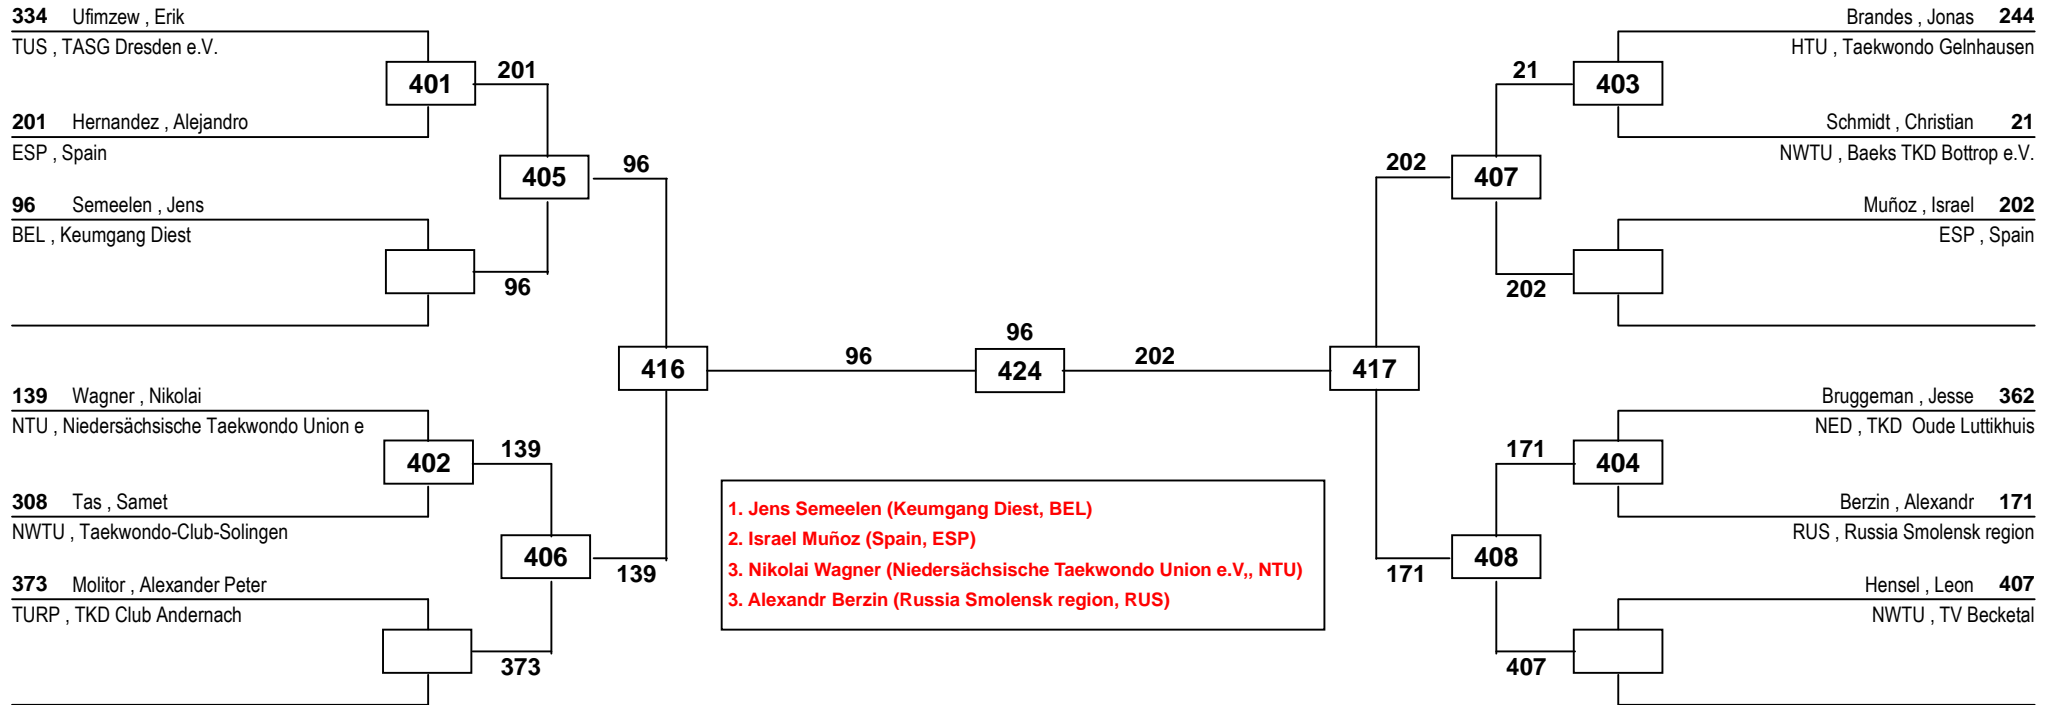 334 Ufimzew , Erik
TUS , TASG Dresden e.V.
401
201
201 Hernandez , Alejandro
ESP , Spain
405
96
96 Semeelen , Jens
BEL , Keumgang Diest
96
416
96
139 Wagner , Nikolai
NTU , Niedersächsische Taekwondo Union e
402
139
308 Tas , Samet
NWTU , Taekwondo-Club-Solingen
406
139
373 Molitor , Alexander Peter
TURP , TKD Club Andernach
373
96
424
202
1. Jens Semeelen (Keumgang Diest, BEL)
2. Israel Muñoz (Spain, ESP)
3. Nikolai Wagner (Niedersächsische Taekwondo Union e.V,, NTU)
3. Alexandr Berzin (Russia Smolensk region, RUS)
Brandes , Jonas 244
HTU , Taekwondo Gelnhausen
21
403
Schmidt , Christian 21
NWTU , Baeks TKD Bottrop e.V.
202
407
Muñoz , Israel 202
ESP , Spain
202
417
Bruggeman , Jesse 362
NED , TKD Oude Luttikhuis
171
404
Berzin , Alexandr 171
RUS , Russia Smolensk region
408
171
Hensel , Leon 407
NWTU , TV Becketal
407